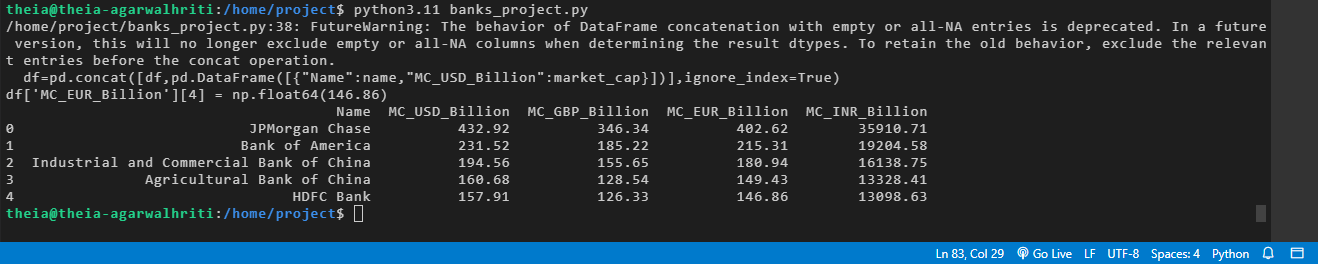 theia@theia-agarwalhriti:/home/project$ python3.11 banks_project.py
/home/project/banks_project.py:38: FutureWarning: The behavior of DataFrame concatenation with empty or all-NA entries is deprecated. In a future
 version, this will no longer exclude empty or all-NA columns when determining the result dtypes. To retain the old behavior, exclude the relevan
t entries before the concat operation.
  df=pd.concat([df,pd.DataFrame([{"Name":name,"MC_USD_Billion":market_cap}])],ignore_index=True)
df['MC_EUR_Billion'][4] = np.float64(146.86)
                                      Name  MC_USD_Billion  MC_GBP_Billion  MC_EUR_Billion  MC_INR_Billion
0                           JPMorgan Chase          432.92          346.34          402.62        35910.71
1                          Bank of America          231.52          185.22          215.31        19204.58
2  Industrial and Commercial Bank of China          194.56          155.65          180.94        16138.75
3               Agricultural Bank of China          160.68          128.54          149.43        13328.41
4                                HDFC Bank          157.91          126.33          146.86        13098.63
theia@theia-agarwalhriti:/home/project$
Ln 83, Col 29 Go Live LF UTF-8 Spaces: 4 Python